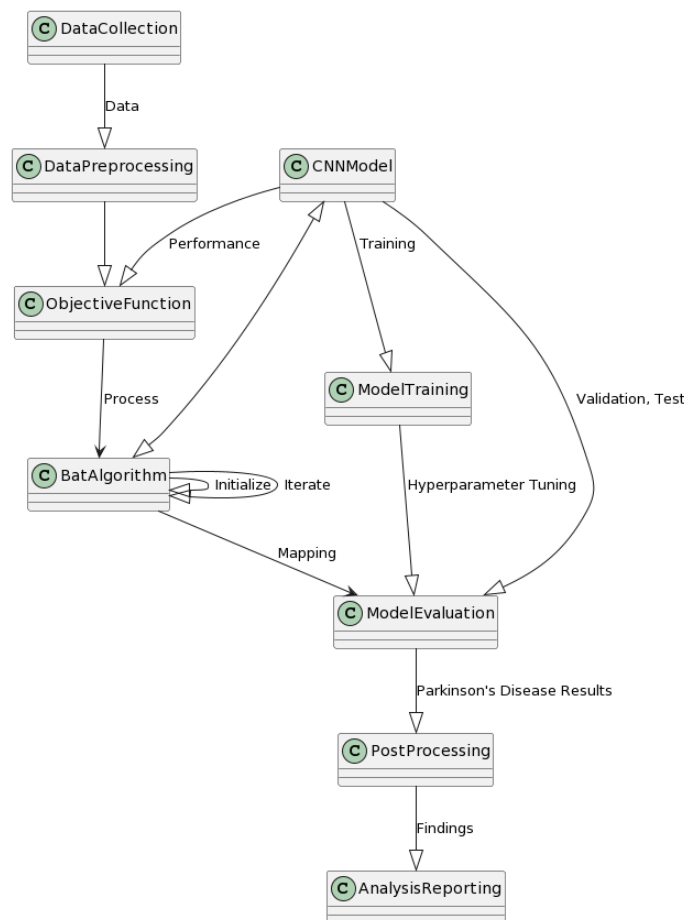 C DataCollection
Data
C DataPreprocessing
C CNNModel
Performance
Training
C ObjectiveFunction
Process
C ModelTraining
Validation, Test
C BatAlgorithm
Initialize
Iterate
Hyperparameter Tuning
Mapping
C ModelEvaluation
Parkinson's Disease Results
C PostProcessing
Findings
C AnalysisReporting